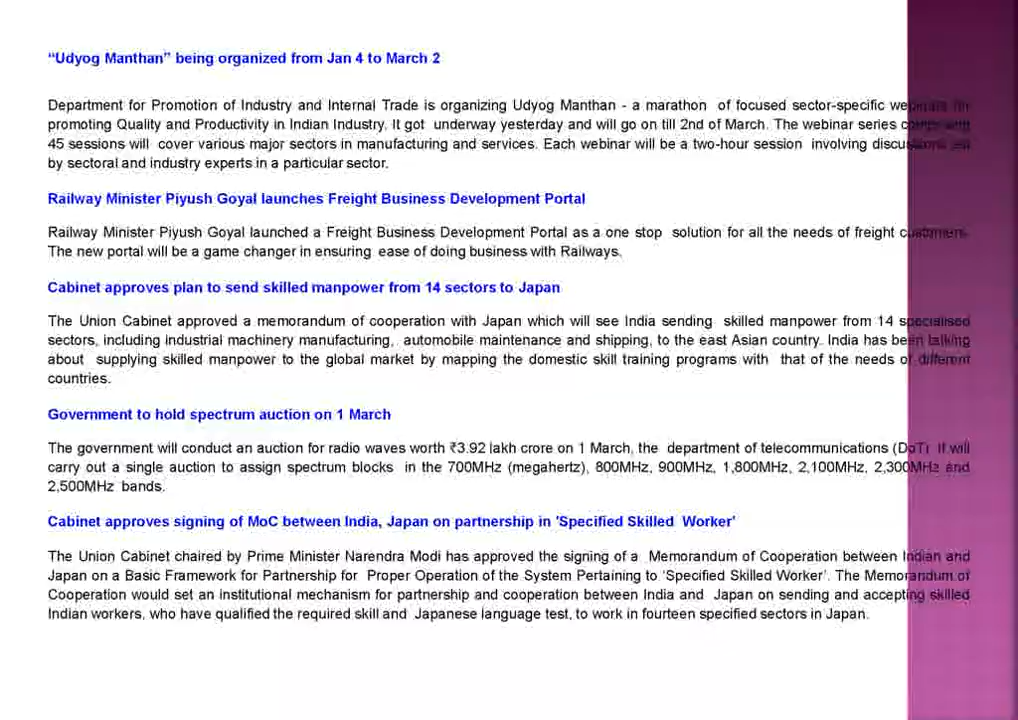 “Udyog Manthan” being organized from Jan 4 to March 2
Department for Promotion of Industry and Internal Trade is organizing Udyog Manthan - a marathon of focused sector-specific webinars for
promoting Quality and Productivity in Indian Industry. It got underway yesterday and will go on till 2nd of March. The webinar series comprising
45 sessions will cover various major sectors in manufacturing and services. Each webinar will be a two-hour session involving discussions led
by sectoral and industry experts in a particular sector.
Railway Minister Piyush Goyal launches Freight Business Development Portal
Railway Minister Piyush Goyal launched a Freight Business Development Portal as a one stop solution for all the needs of freight customers.
The new portal will be a game changer in ensuring ease of doing business with Railways.
Cabinet approves plan to send skilled manpower from 14 sectors to Japan
The Union Cabinet approved a memorandum of cooperation with Japan which will see India sending skilled manpower from 14 specialised
sectors, including industrial machinery manufacturing, automobile maintenance and shipping, to the east Asian country. India has been talking
about supplying skilled manpower to the global market by mapping the domestic skill training programs with that of the needs of different
countries.
Government to hold spectrum auction on 1 March
The government will conduct an auction for radio waves worth ₹3.92 lakh crore on 1 March, the department of telecommunications (DoT) It will
carry out a single auction to assign spectrum blocks in the 700MHz (megahertz), 800MHz, 900MHz, 1,800MHz, 2,100MHz, 2,300MHz and
2,500MHz bands.
Cabinet approves signing of MoC between India, Japan on partnership in 'Specified Skilled Worker'
The Union Cabinet chaired by Prime Minister Narendra Modi has approved the signing of a Memorandum of Cooperation between Indian and
Japan on a Basic Framework for Partnership for Proper Operation of the System Pertaining to ‘Specified Skilled Worker’. The Memorandum of
Cooperation would set an institutional mechanism for partnership and cooperation between India and Japan on sending and accepting skilled
Indian workers, who have qualified the required skill and Japanese language test, to work in fourteen specified sectors in Japan.